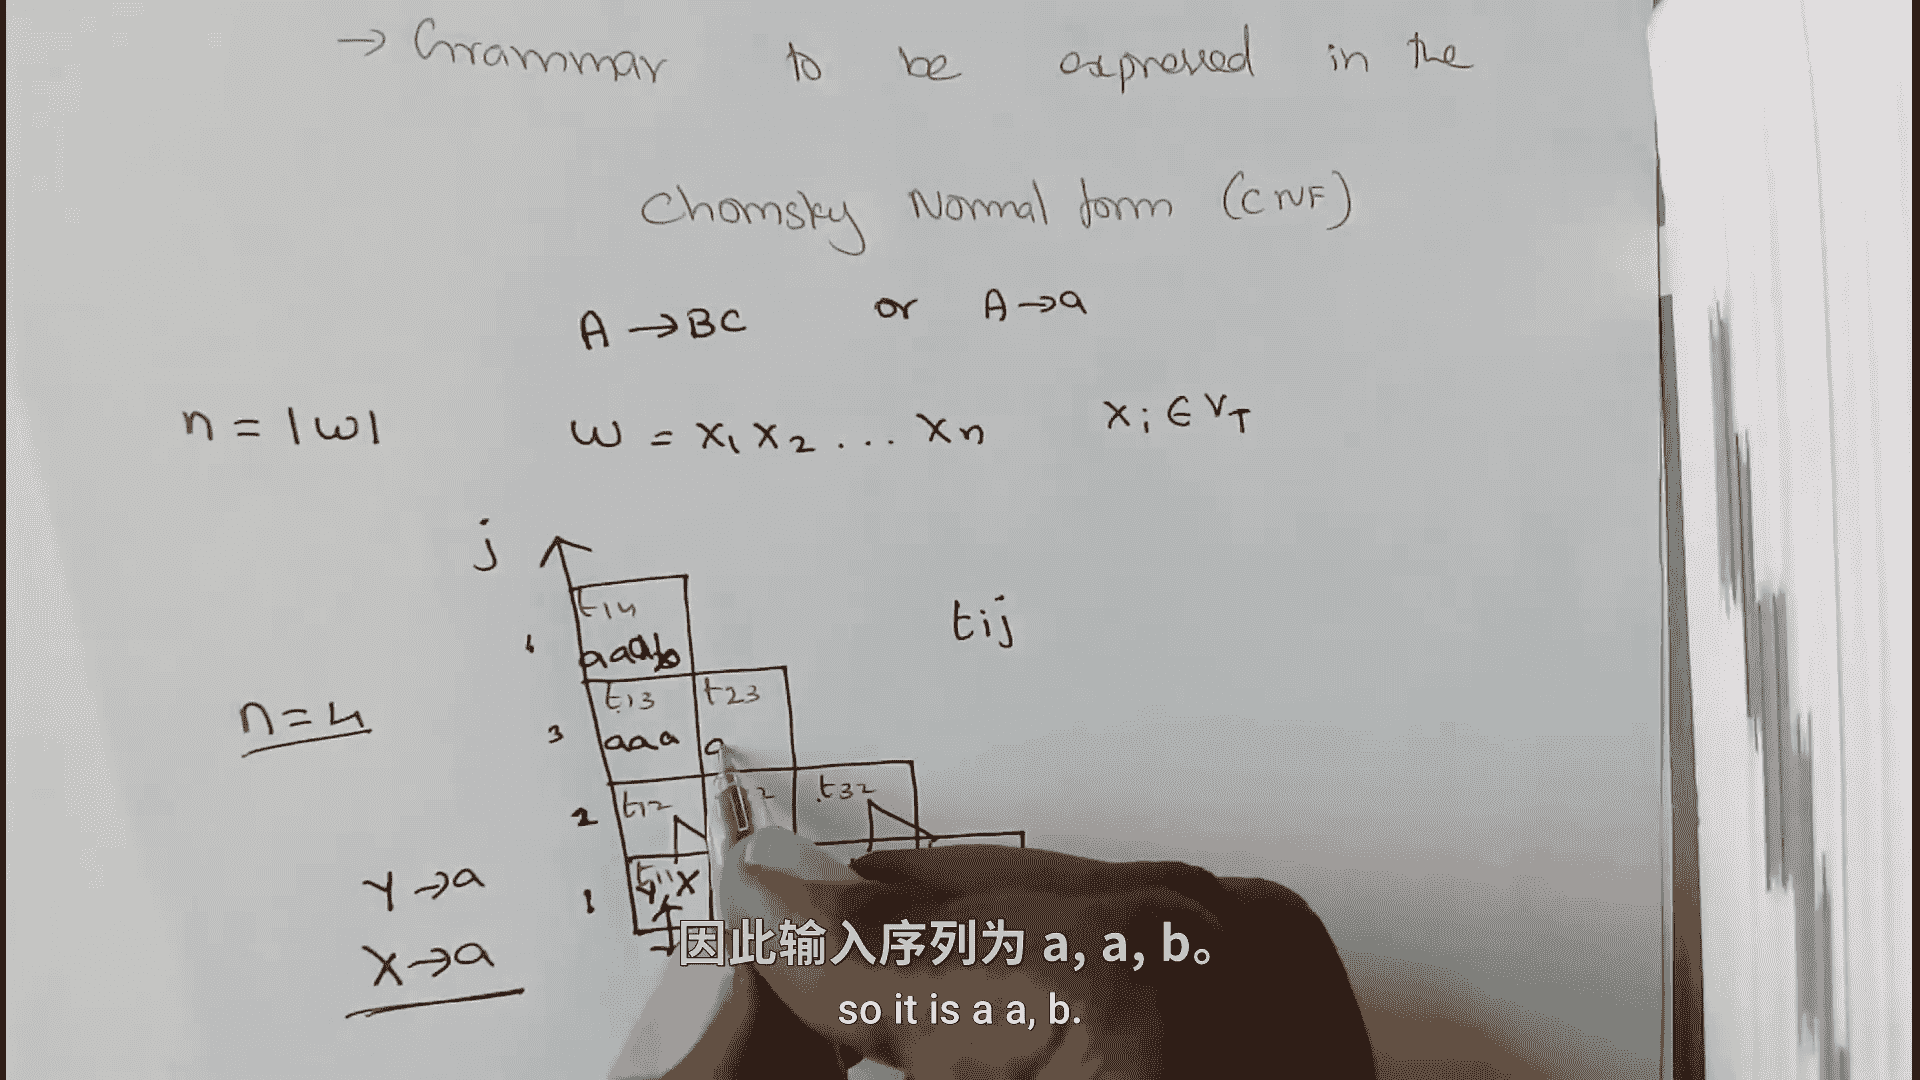 → Grammar to be expressed in the
Chomsky Normal form (CNF)
A → BC or A → a
n = |w| w = x₁ x₂ ... xn xi ∈ VT
j
t14
aaab
tij
t13 t23
3 aaa a
n=4
t12 2 t32
2
Y → a
1 t11 X
X → a
因此输入序列为 a, a, b。
so it is a a, b.